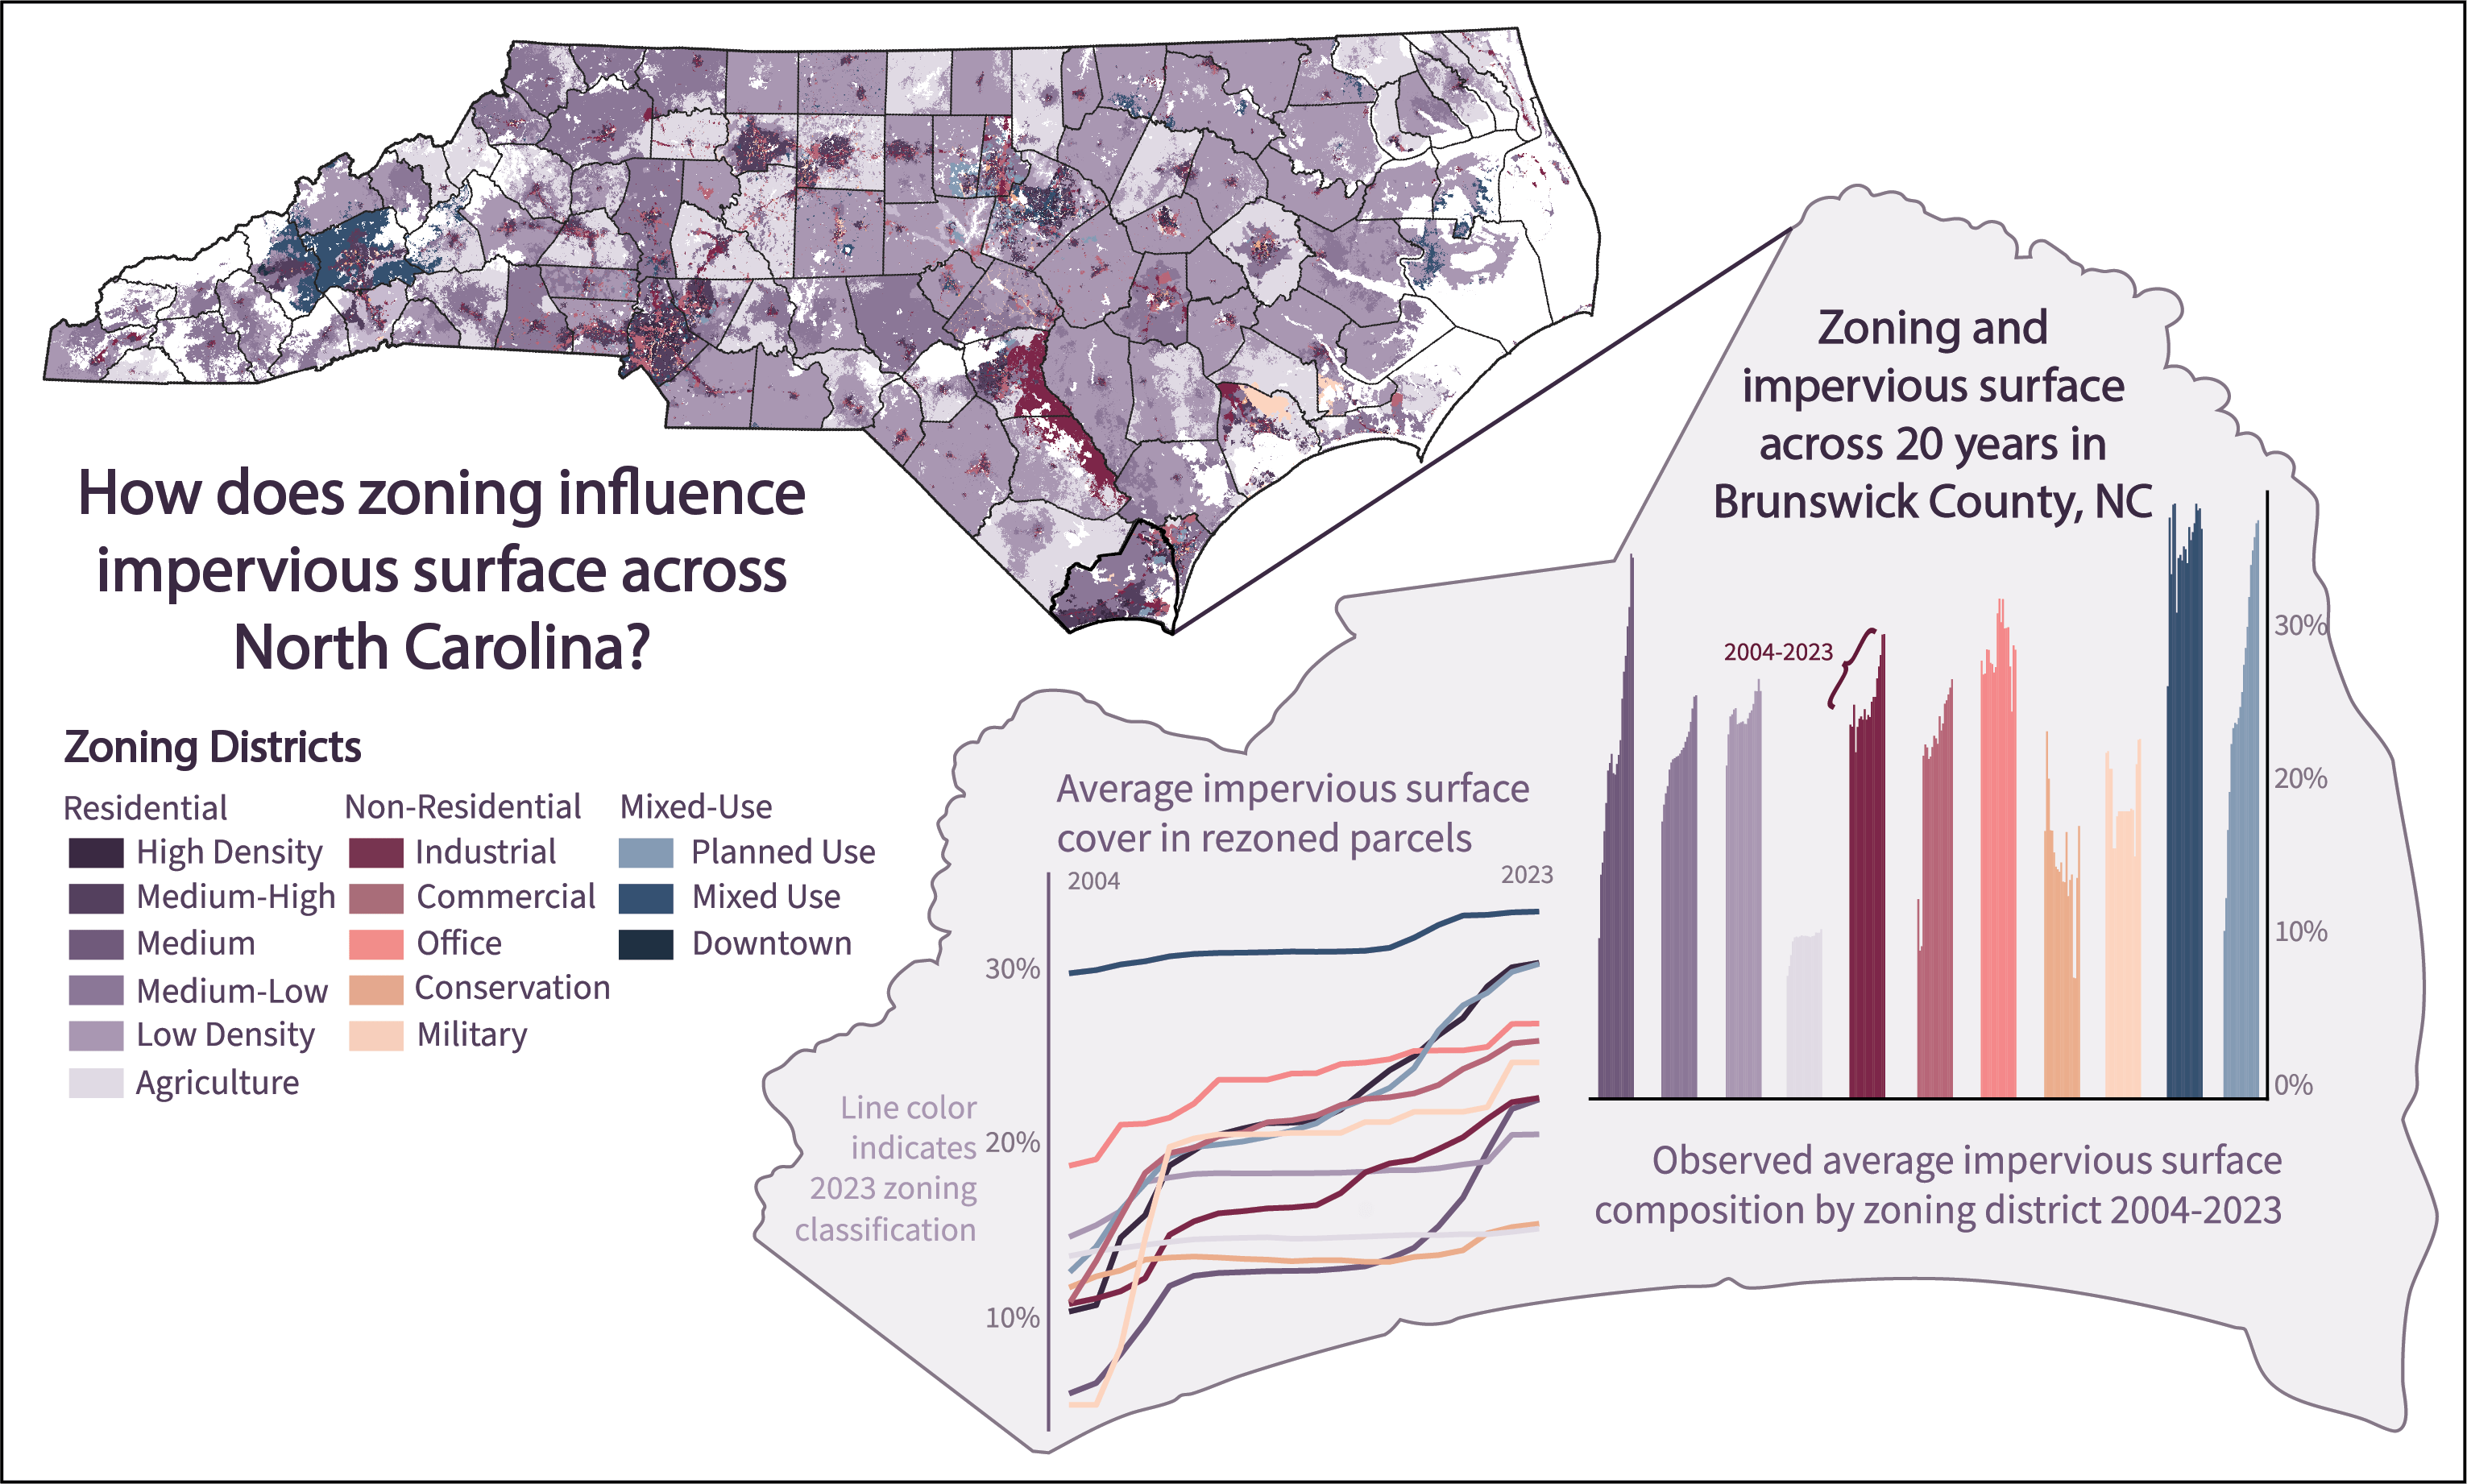 How does zoning influence
impervious surface across
North Carolina?
Zoning Districts
Residential
High Density
Medium-High
Medium
Medium-Low
Low Density
Agriculture
Non-Residential
Industrial
Commercial
Office
Conservation
Military
Mixed-Use
Planned Use
Mixed Use
Downtown
Zoning and
impervious surface
across 20 years in
Brunswick County, NC
Average impervious surface
cover in rezoned parcels
2004
2023
30%
20%
10%
Line color
indicates
2023 zoning
classification
2004-2023
30%
20%
10%
0%
Observed average impervious surface
composition by zoning district 2004-2023